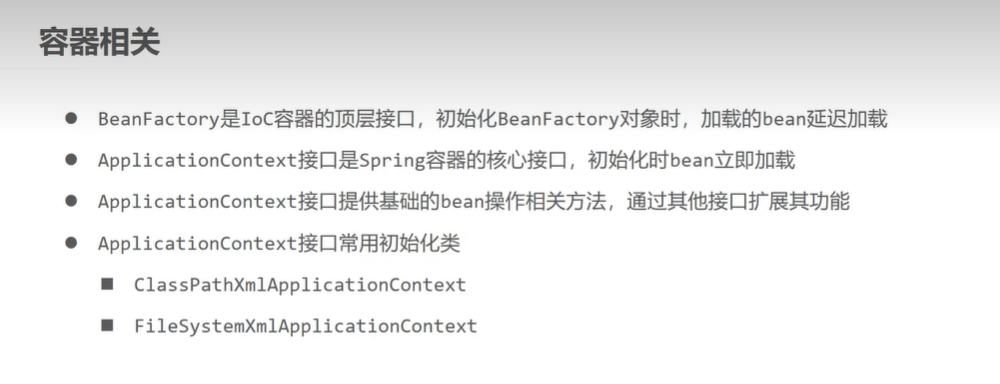 容器相关
● BeanFactory是IoC容器的顶层接口，初始化BeanFactory对象时，加载的bean延迟加载
● ApplicationContext接口是Spring容器的核心接口，初始化时bean立即加载
● ApplicationContext接口提供基础的bean操作相关方法，通过其他接口扩展其功能
● ApplicationContext接口常用初始化类
■ ClassPathXmlApplicationContext
■ FileSystemXmlApplicationContext